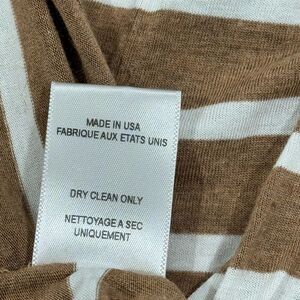 MADE IN USA
FABRIQUE AUX ETATS UNIS
DRY CLEAN ONLY
NETTOYAGE A SEC
UNIQUEMENT